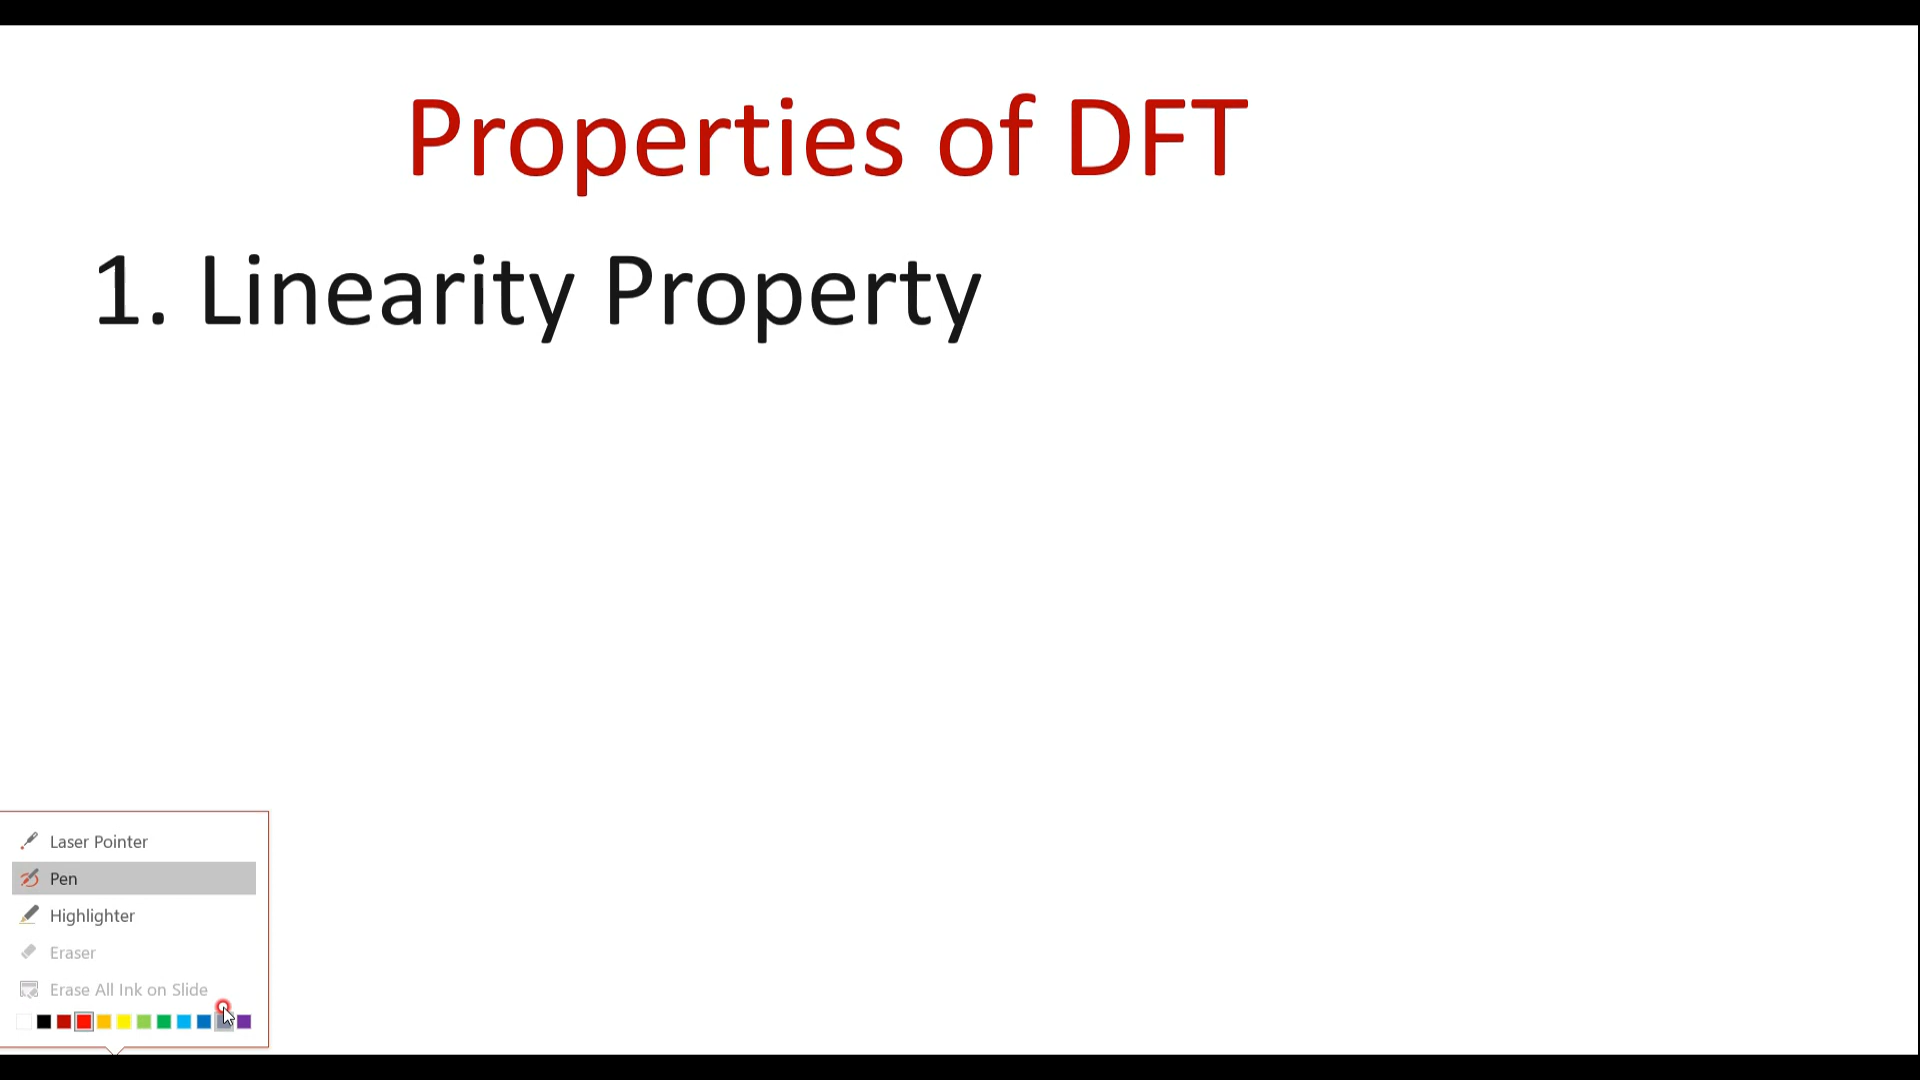 Properties of DFT
1. Linearity Property
Laser Pointer
Pen
Highlighter
Eraser
Erase All Ink on Slide